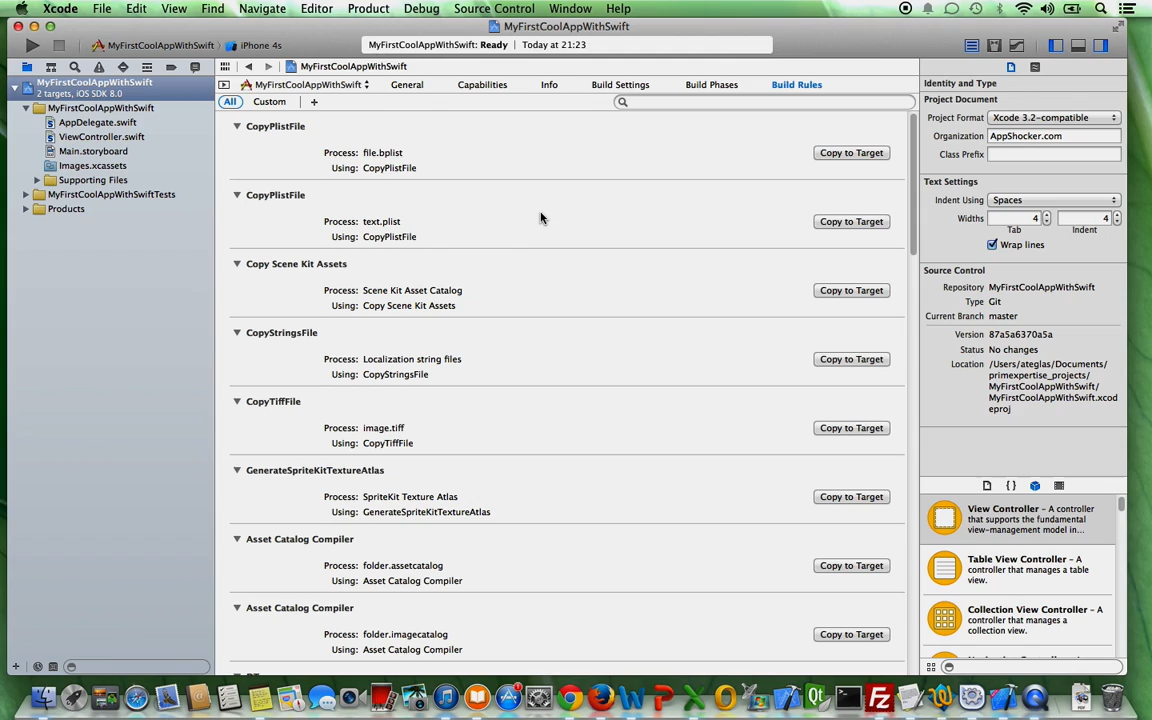 Xcode File Edit View Find Navigate Editor Product Debug Source Control Window Help
MyFirstCoolAppWithSwift
MyFirstCoolAppWithSwift iPhone 4s
MyFirstCoolAppWithSwift: Ready Today at 21:23
MyFirstCoolAppWithSwift
2 targets, iOS SDK 8.0
MyFirstCoolAppWithSwift
AppDelegate.swift
ViewController.swift
Main.storyboard
Images.xcassets
Supporting Files
MyFirstCoolAppWithSwiftTests
Products
MyFirstCoolAppWithSwift
MyFirstCoolAppWithSwift General Capabilities Info Build Settings Build Phases Build Rules
All Custom +
CopyPlistFile
Process: file.bplist Copy to Target
Using: CopyPlistFile
CopyPlistFile
Process: text.plist Copy to Target
Using: CopyPlistFile
Copy Scene Kit Assets
Process: Scene Kit Asset Catalog Copy to Target
Using: Copy Scene Kit Assets
CopyStringsFile
Process: Localization string files Copy to Target
Using: CopyStringsFile
CopyTiffFile
Process: image.tiff Copy to Target
Using: CopyTiffFile
GenerateSpriteKitTextureAtlas
Process: SpriteKit Texture Atlas Copy to Target
Using: GenerateSpriteKitTextureAtlas
Asset Catalog Compiler
Process: folder.assetcatalog Copy to Target
Using: Asset Catalog Compiler
Asset Catalog Compiler
Process: folder.imagecatalog Copy to Target
Using: Asset Catalog Compiler
Identity and Type
Project Document
Project Format Xcode 3.2-compatible
Organization AppShocker.com
Class Prefix
Text Settings
Indent Using Spaces
Widths 4 4
Tab Indent
Wrap lines
Source Control
Repository MyFirstCoolAppWithSwift
Type Git
Current Branch master
Version 87a5a6370a5a
Status No changes
Location /Users/ateglas/Documents/
primexpertise_projects/
MyFirstCoolAppWithSwift/
MyFirstCoolAppWithSwift.xcod
eproj
{ }
View Controller – A controller
that supports the fundamental
view-management model in...
Table View Controller – A
controller that manages a table
view.
Collection View Controller – A
controller that manages a
collection view.